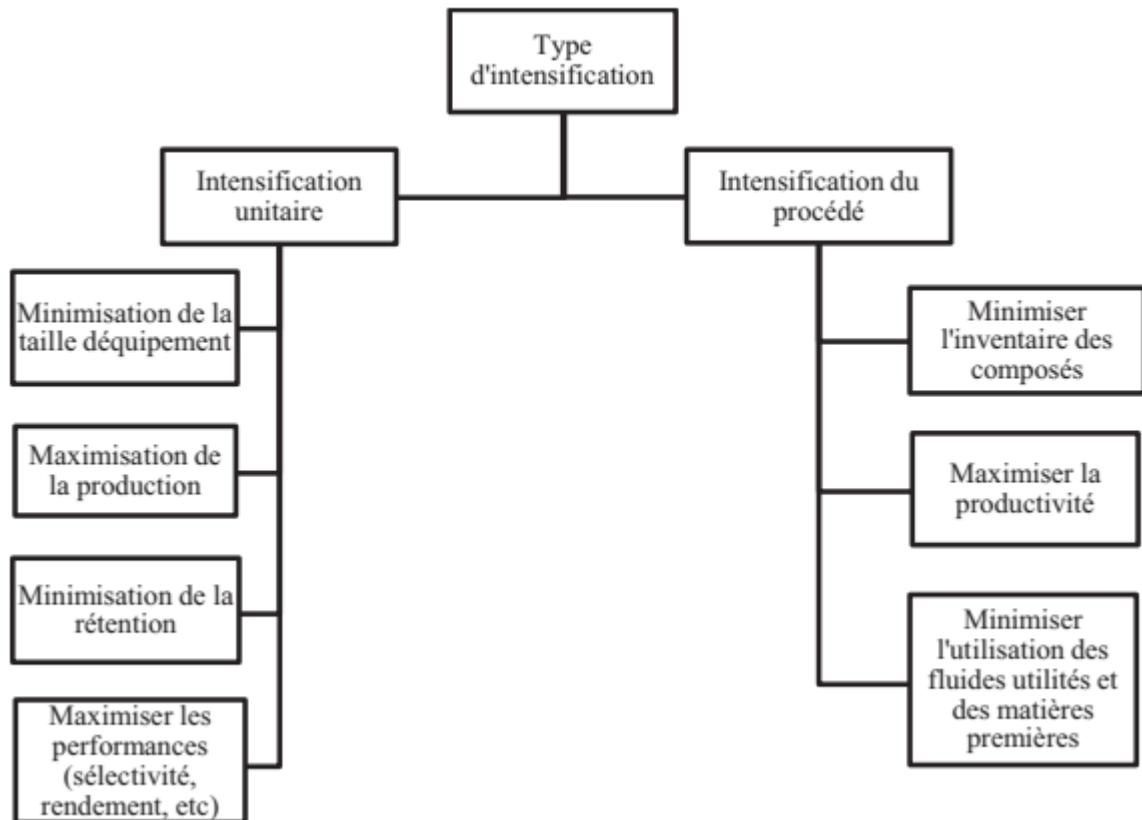 Type
d'intensification
Intensification
unitaire
Intensification du
procédé
Minimisation de la
taille déquipement
Maximisation de
la production
Minimisation de la
rétention
Maximiser les
performances
(sélectivité,
rendement, etc)
Minimiser
l'inventaire des
composés
Maximiser la
productivité
Minimiser
l'utilisation des
fluides utilités et
des matières
premières